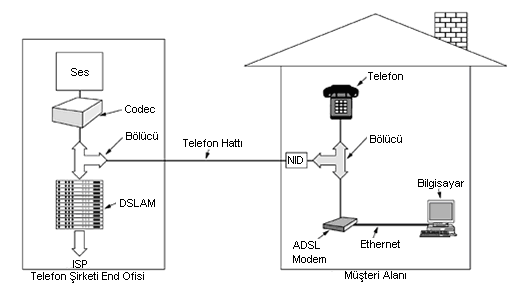 Ses
Codec
Bölücü
DSLAM
ISP
Telefon Şirketi End Ofisi
Telefon Hattı
NID
Telefon
Bölücü
Bilgisayar
ADSL
Modem
Ethernet
Müşteri Alanı